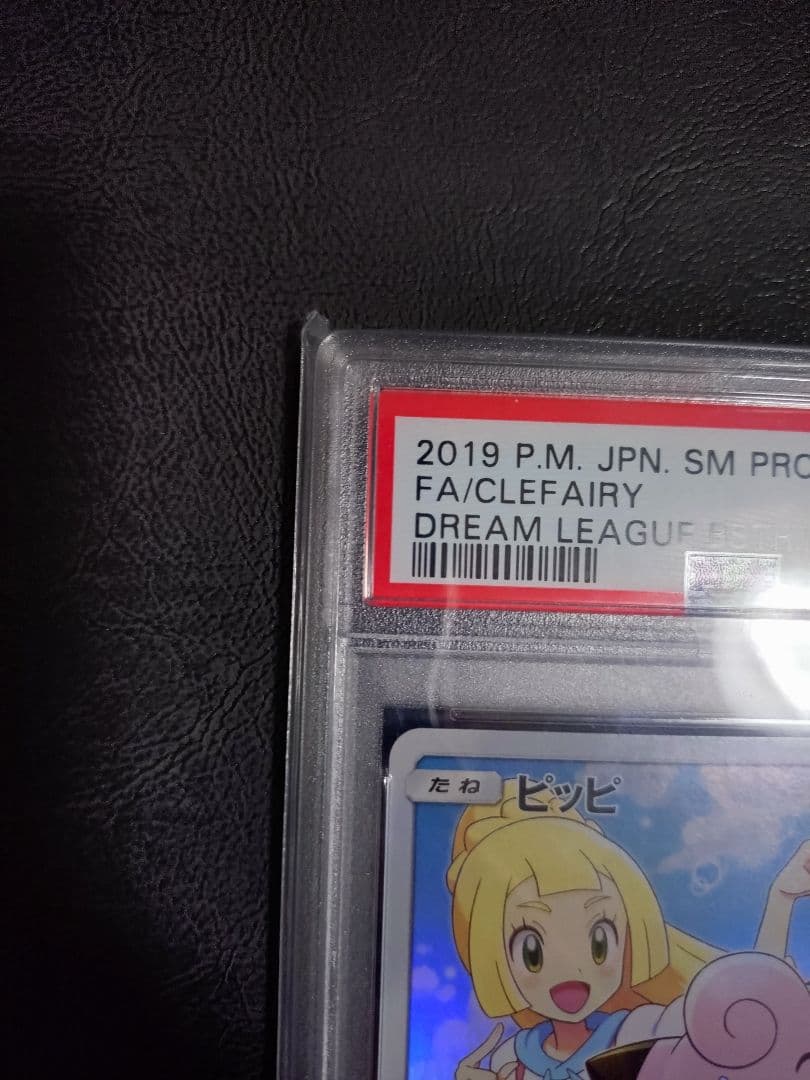 2019 P.M. JPN. SM PRO
FA/CLEFAIRY
DREAM LEAGUE
たね ピッピ